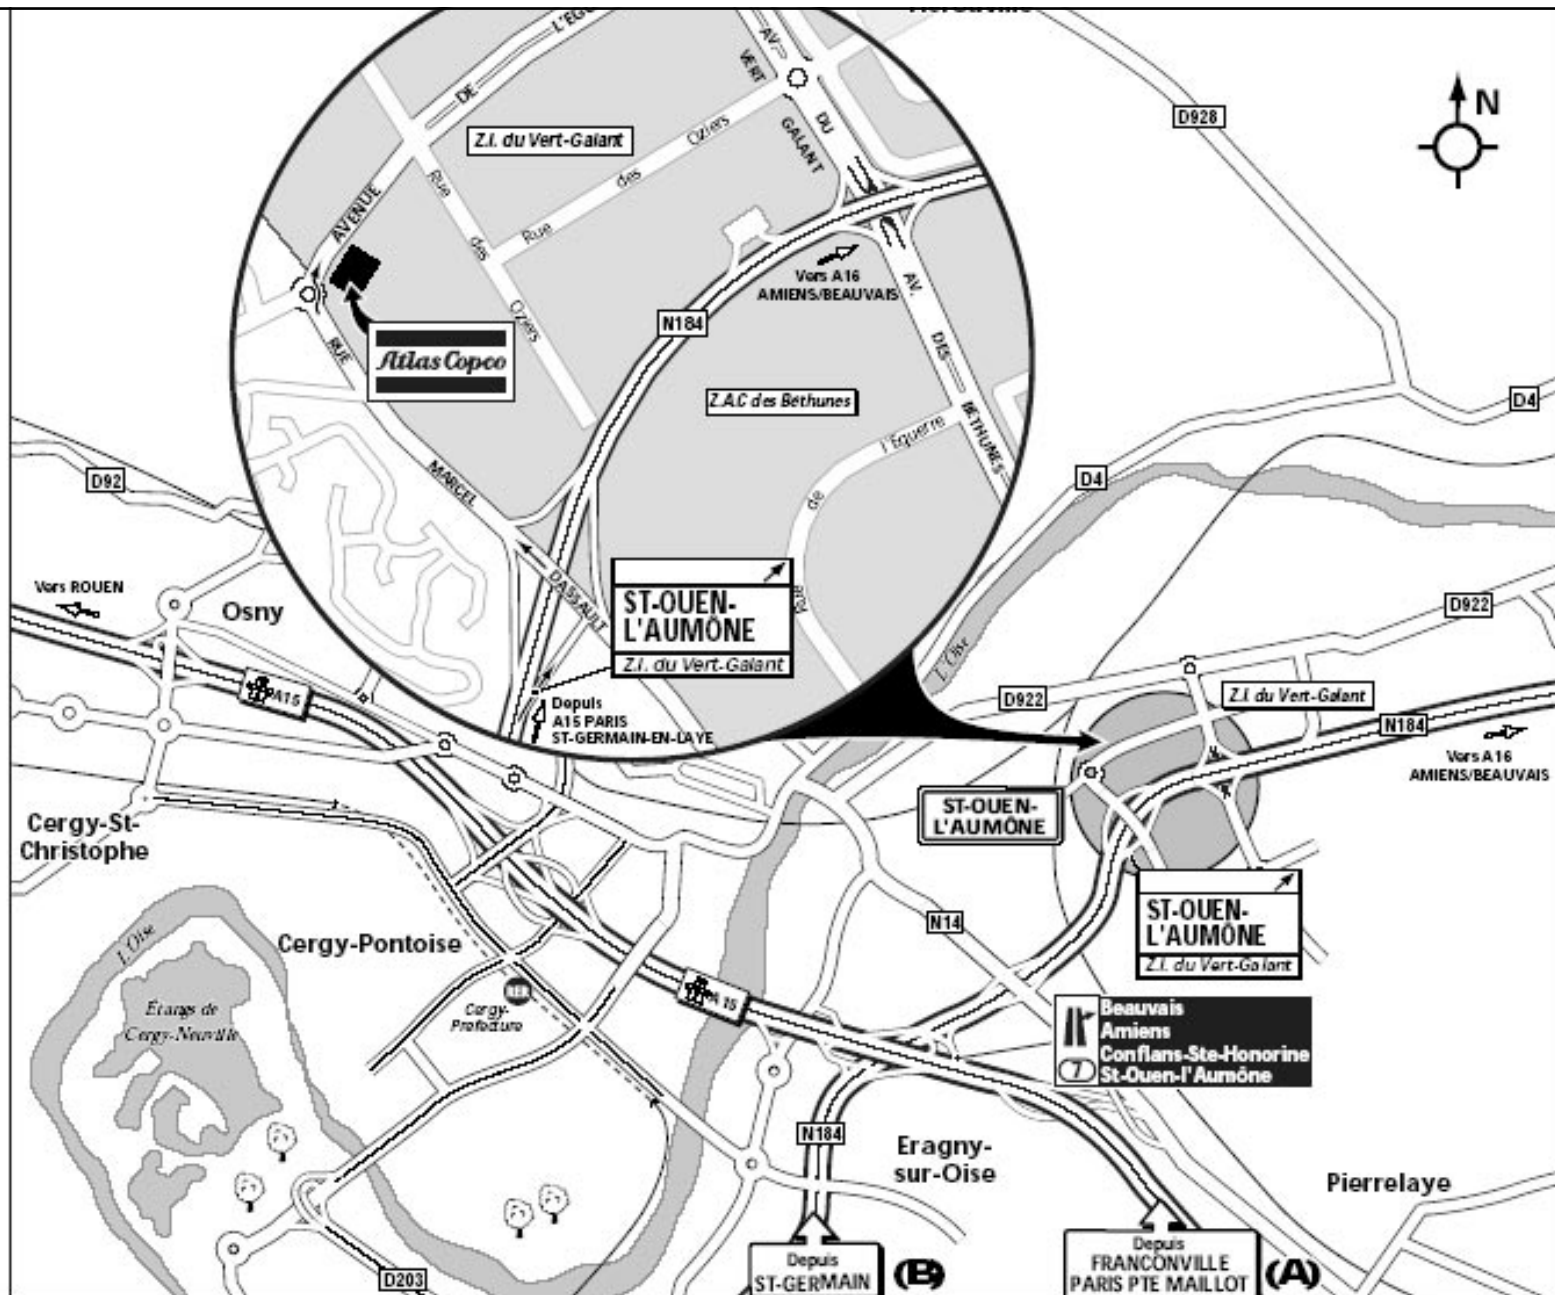 L'EGO
AV.
VERT
DE
DU
GALANT
Oziers
des
Rue
Z.I. du Vert-Galant
D928
N
Rue
des
Oziers
AVENUE
Vers A16
AMIENS/BEAUVAIS
AV.
DES
BÉTHUNES
N184
RUE
Atlas Copco
Z.A.C des Béthunes
l'Equerre
de
Rue
D4
D4
D92
MARCEL
DASSAULT
Vers ROUEN
Osny
ST-OUEN-
L'AUMÔNE
Z.I. du Vert-Galant
D922
L'Oise
D922
Z.I. du Vert-Galant
A15
Depuis
A15 PARIS
ST-GERMAIN-EN-LAYE
N184
Vers A16
AMIENS/BEAUVAIS
ST-OUEN-
L'AUMÔNE
Cergy-St-
Christophe
ST-OUEN-
L'AUMÔNE
Z.I. du Vert-Galant
N14
L'Oise
Cergy-Pontoise
Étangs de
Cergy-Neuville
RER
Cergy-
Préfecture
A15
Beauvais
Amiens
Conflans-Ste-Honorine
7
St-Ouen-l'Aumône
N184
Eragny-
sur-Oise
Pierrelaye
D203
Depuis
ST-GERMAIN
(B)
Depuis
FRANCONVILLE
PARIS PTE MAILLOT
(A)